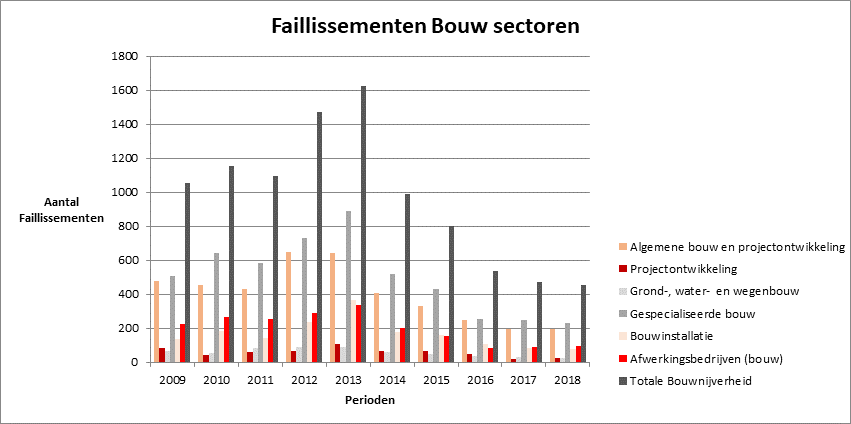 Faillissementen Bouw sectoren
1800
1600
1400
1200
1000
800
600
400
200
0
Aantal
Faillissementen
2009 2010 2011 2012 2013 2014 2015 2016 2017 2018
Perioden
Algemene bouw en projectontwikkeling
Projectontwikkeling
Grond-, water- en wegenbouw
Gespecialiseerde bouw
Bouwinstallatie
Afwerkingsbedrijven (bouw)
Totale Bouwnijverheid